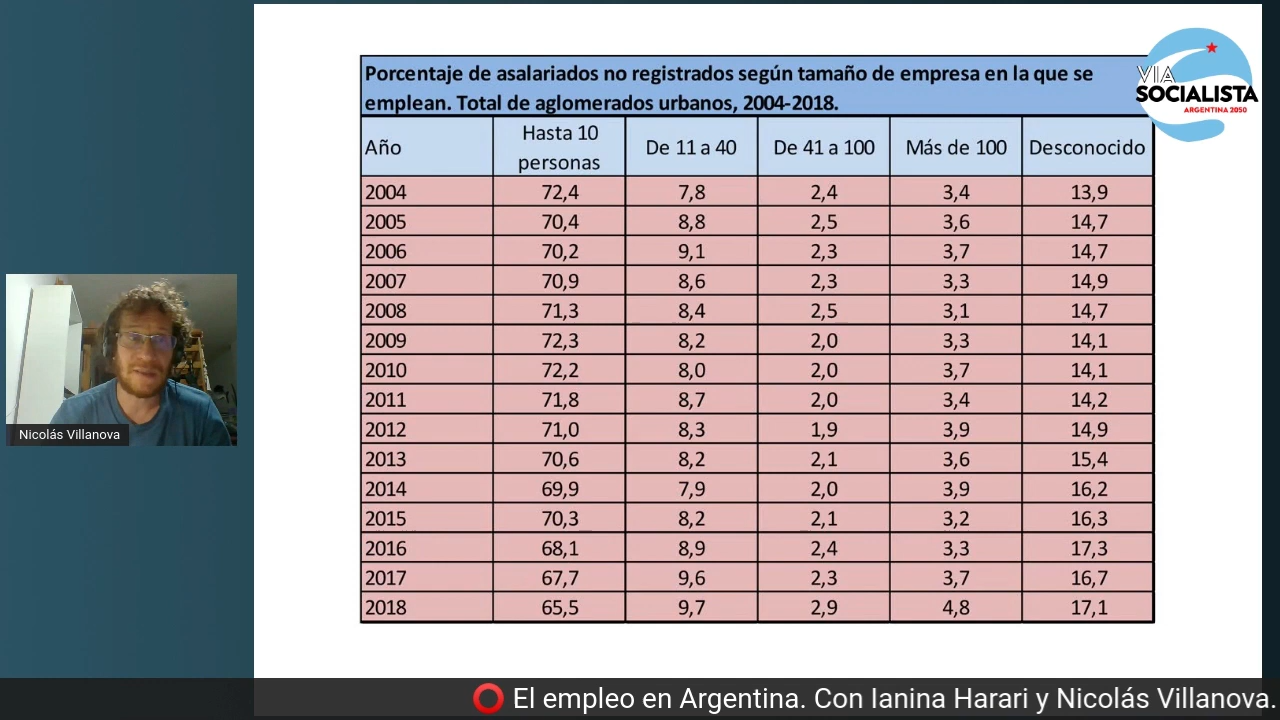 Porcentaje de asalariados no registrados según tamaño de empresa en la que se
emplean. Total de aglomerados urbanos, 2004-2018.
VIA
SOCIALISTA
ARGENTINA 2050
Año Hasta 10 personas De 11 a 40 De 41 a 100 Más de 100 Desconocido
2004 72,4 7,8 2,4 3,4 13,9
2005 70,4 8,8 2,5 3,6 14,7
2006 70,2 9,1 2,3 3,7 14,7
2007 70,9 8,6 2,3 3,3 14,9
2008 71,3 8,4 2,5 3,1 14,7
2009 72,3 8,2 2,0 3,3 14,1
2010 72,2 8,0 2,0 3,7 14,1
2011 71,8 8,7 2,0 3,4 14,2
2012 71,0 8,3 1,9 3,9 14,9
2013 70,6 8,2 2,1 3,6 15,4
2014 69,9 7,9 2,0 3,9 16,2
2015 70,3 8,2 2,1 3,2 16,3
2016 68,1 8,9 2,4 3,3 17,3
2017 67,7 9,6 2,3 3,7 16,7
2018 65,5 9,7 2,9 4,8 17,1
Nicolás Villanova
El empleo en Argentina. Con Ianina Harari y Nicolás Villanova.